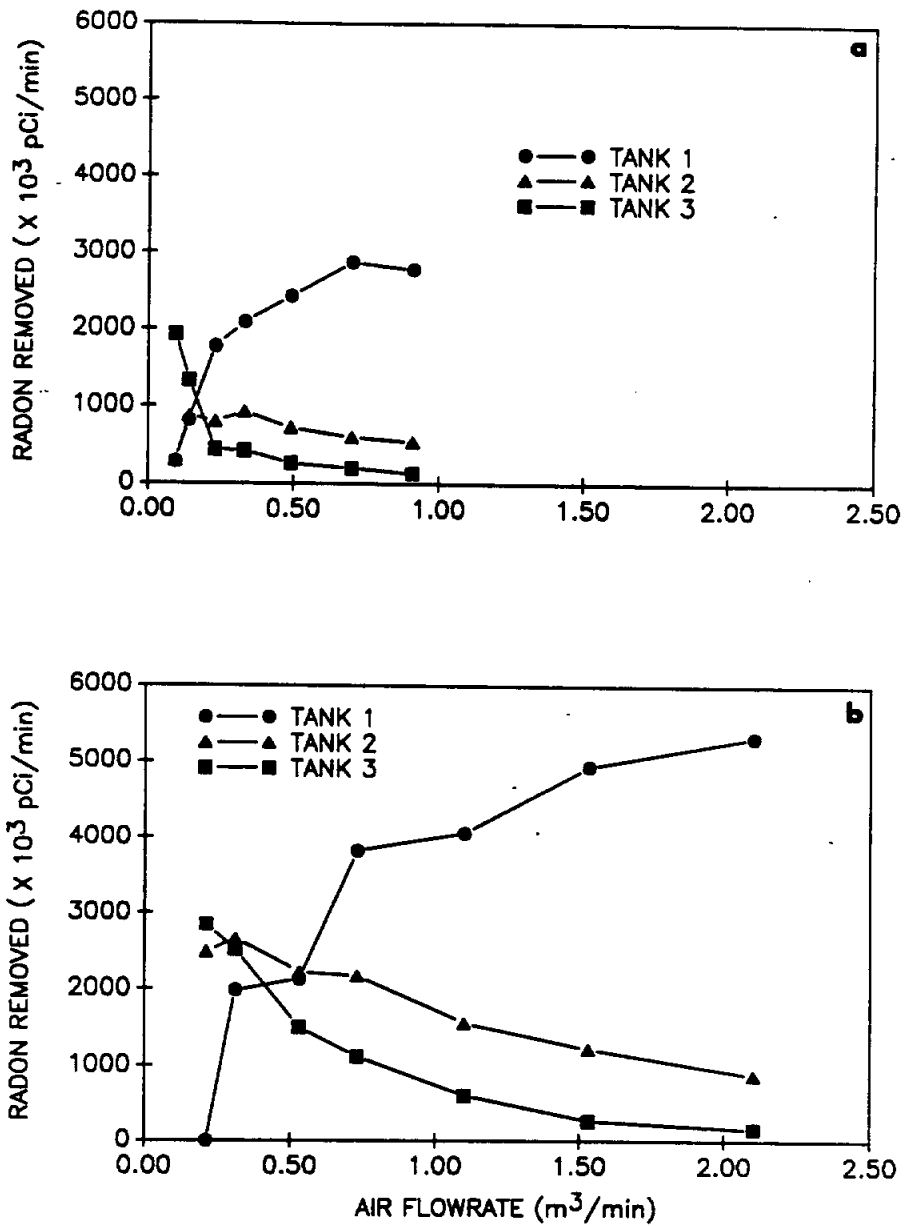 a
RADON REMOVED ( X 10³ pCi/min)
6000
5000
4000
3000
2000
1000
0
TANK 1
TANK 2
TANK 3
0.00 0.50 1.00 1.50 2.00 2.50
b
RADON REMOVED ( X 10³ pCi/min)
6000
5000
4000
3000
2000
1000
0
TANK 1
TANK 2
TANK 3
0.00 0.50 1.00 1.50 2.00 2.50
AIR FLOWRATE (m³/min)